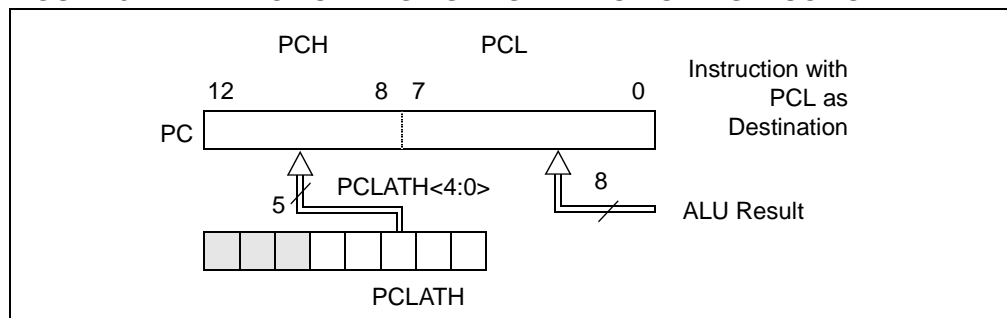 PCH PCL
12 8 7 0
Instruction with
PCL as
Destination
PC
PCLATH<4:0>
5
8
ALU Result
PCLATH